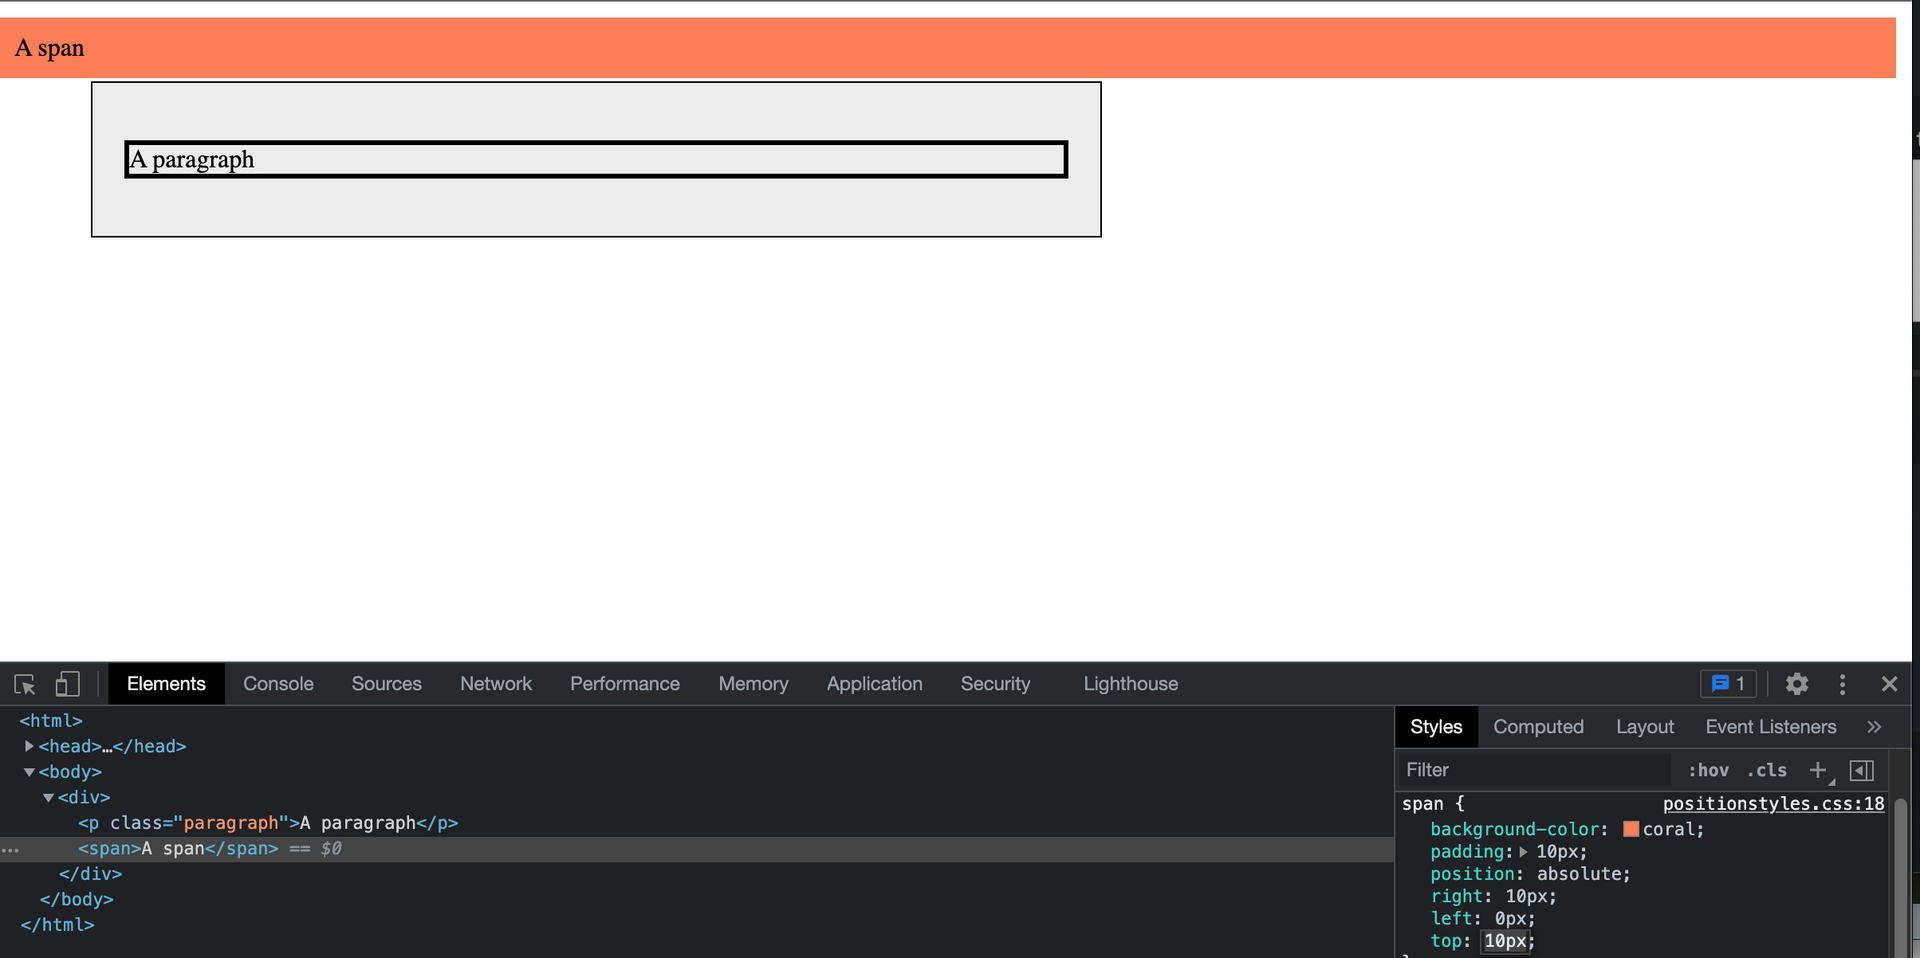 A span
A paragraph
Elements Console Sources Network Performance Memory Application Security Lighthouse 1
<html>
<head>…</head>
<body>
<div>
<p class="paragraph">A paragraph</p>
<span>A span</span> == $0
</div>
</body>
</html>
Styles Computed Layout Event Listeners
Filter :hov .cls
span { positionstyles.css:18
background-color: coral;
padding: 10px;
position: absolute;
right: 10px;
left: 0px;
top: 10px;